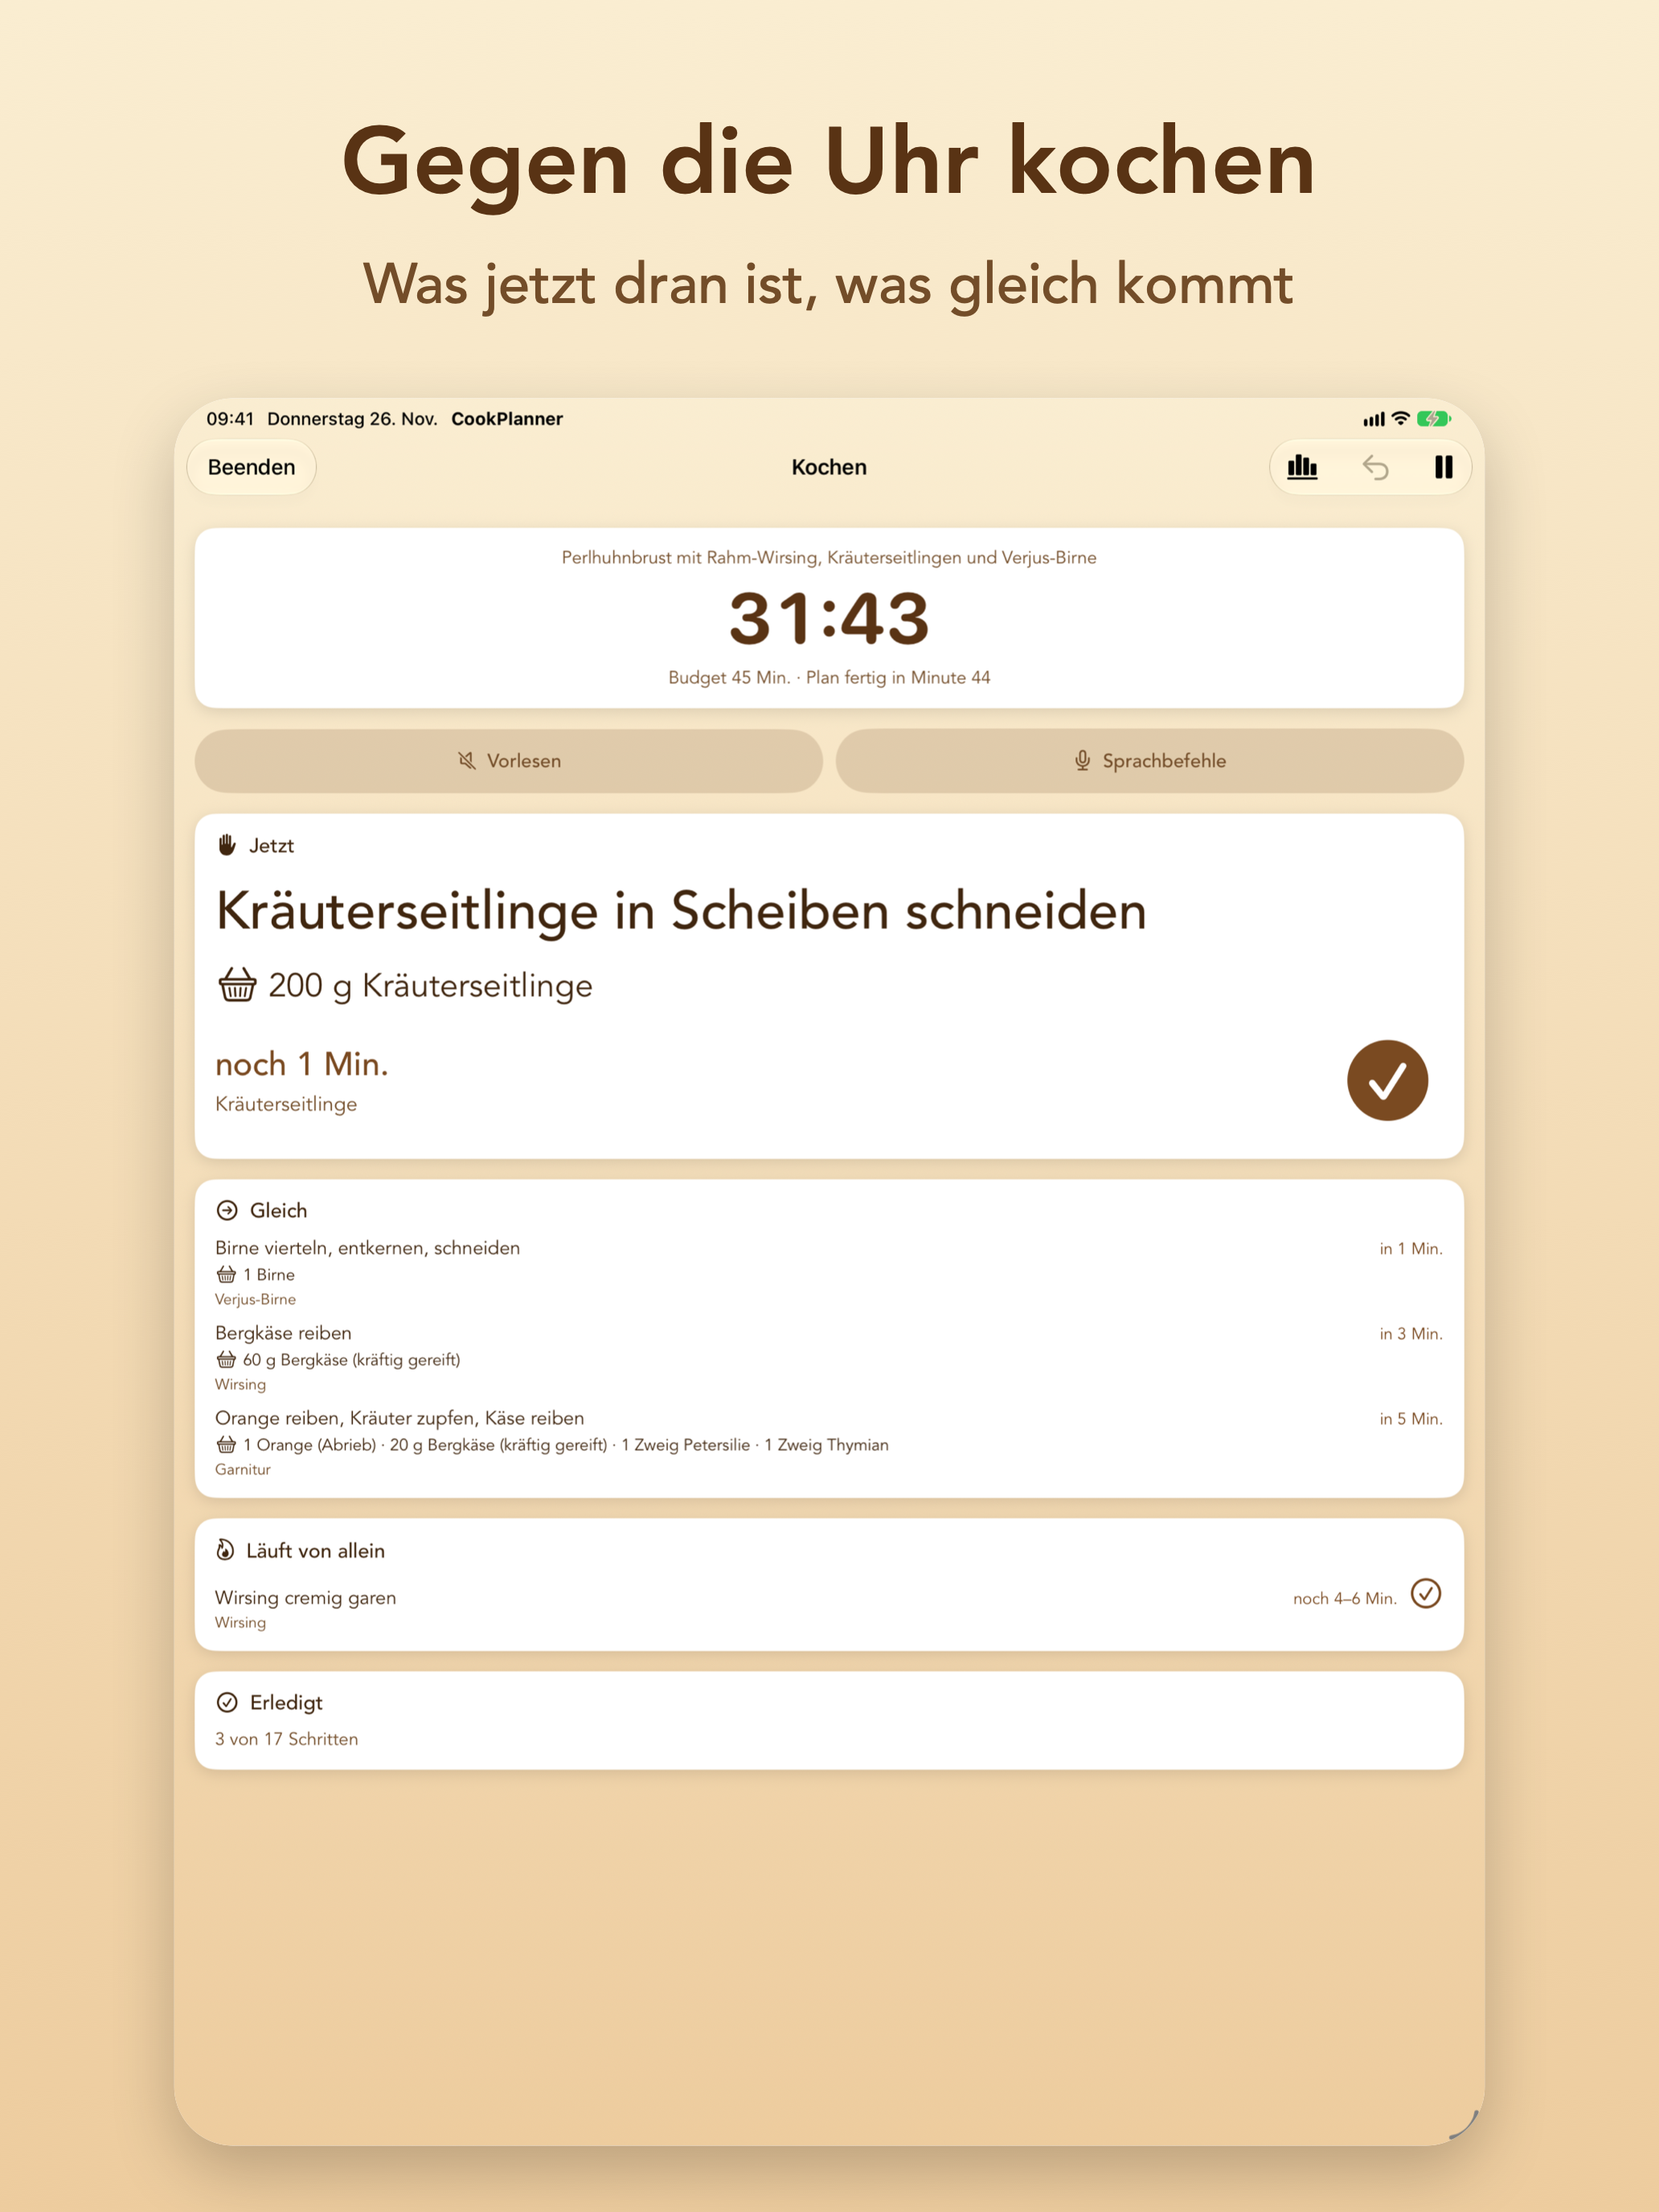 Gegen die Uhr kochen
Was jetzt dran ist, was gleich kommt
09:41 Donnerstag 26. Nov. CookPlanner
Beenden
Kochen
Perlhuhnbrust mit Rahm-Wirsing, Kräuterseitlingen und Verjus-Birne
31:43
Budget 45 Min. · Plan fertig in Minute 44
Vorlesen
Sprachbefehle
Jetzt
Kräuterseitlinge in Scheiben schneiden
200 g Kräuterseitlinge
noch 1 Min.
Kräuterseitlinge
Gleich
Birne vierteln, entkernen, schneiden
in 1 Min.
1 Birne
Verjus-Birne
Bergkäse reiben
in 3 Min.
60 g Bergkäse (kräftig gereift)
Wirsing
Orange reiben, Kräuter zupfen, Käse reiben
in 5 Min.
1 Orange (Abrieb) · 20 g Bergkäse (kräftig gereift) · 1 Zweig Petersilie · 1 Zweig Thymian
Garnitur
Läuft von allein
Wirsing cremig garen
noch 4–6 Min.
Wirsing
Erledigt
3 von 17 Schritten